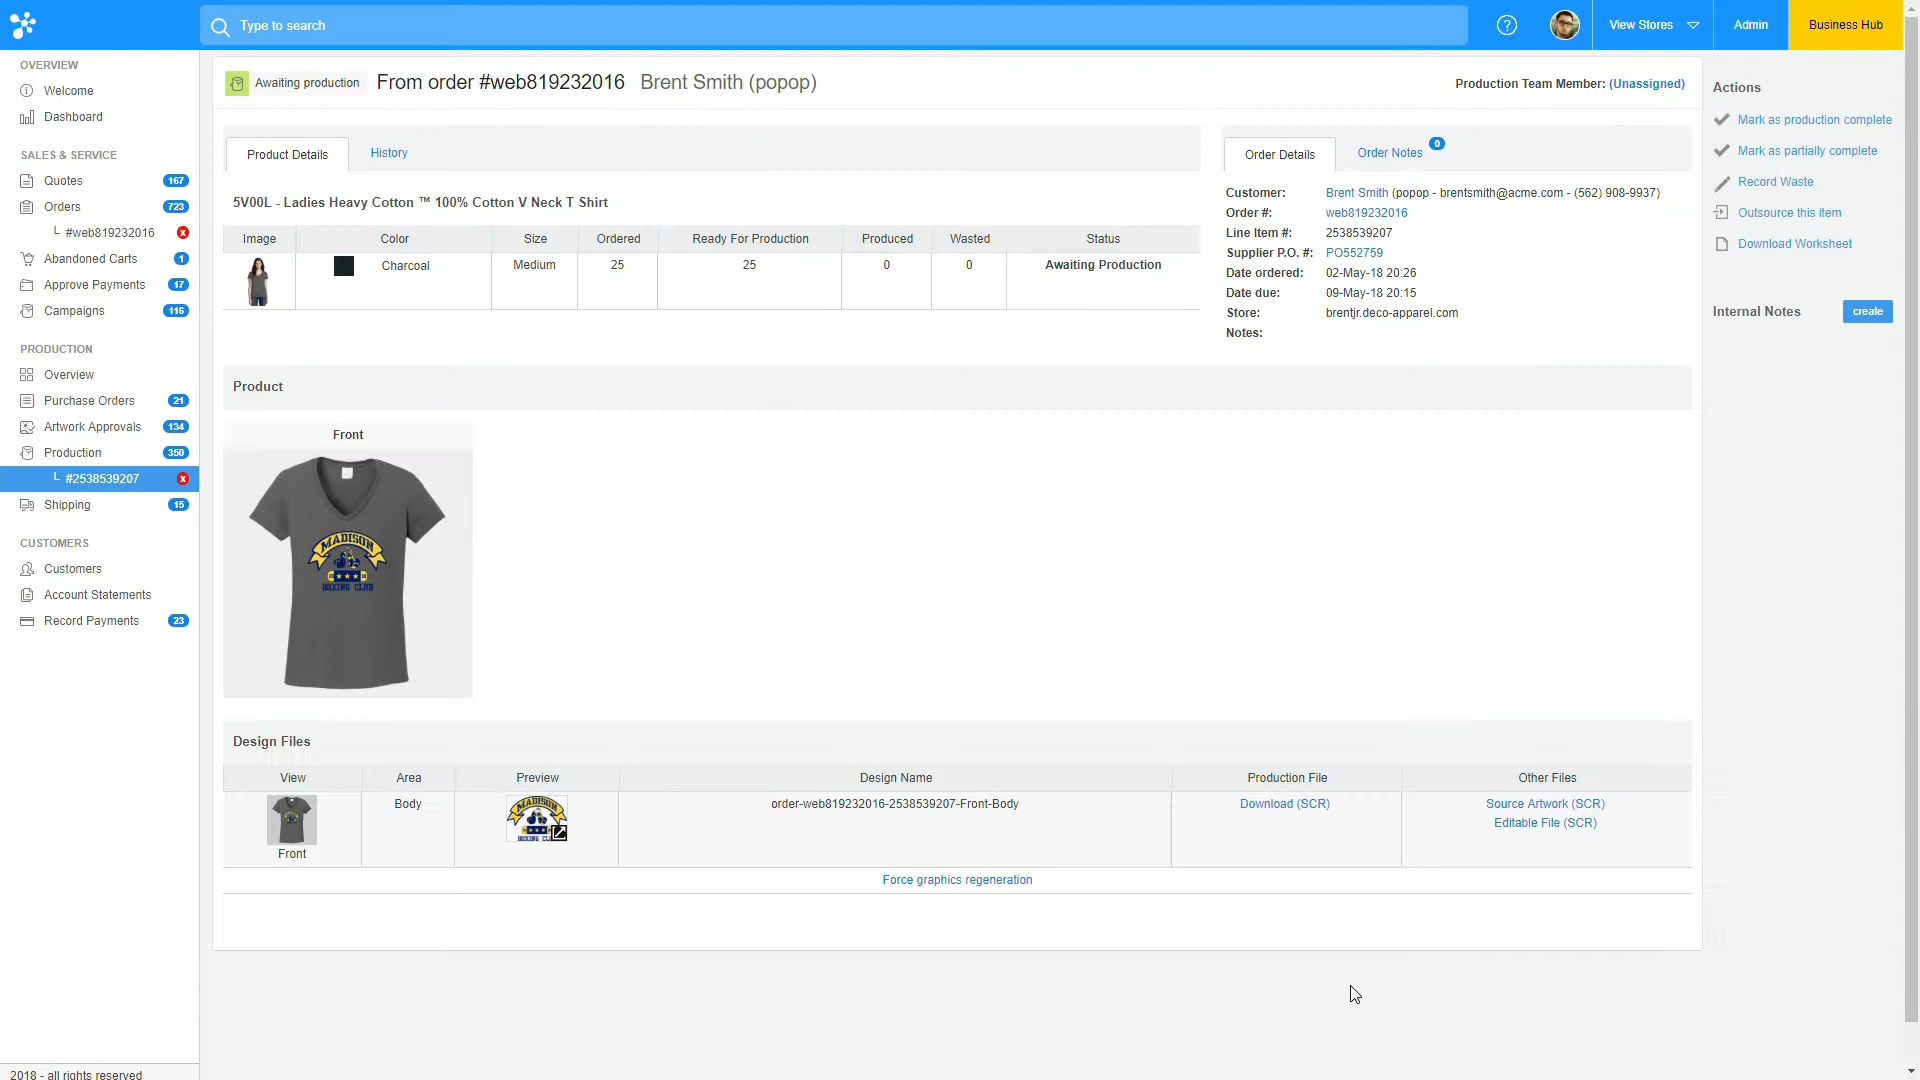 Type to search
?
View Stores
Admin
Business Hub
OVERVIEW
Welcome
Dashboard
SALES & SERVICE
Quotes 167
Orders 723
#web819232016 x
Abandoned Carts 1
Approve Payments 17
Campaigns 116
PRODUCTION
Overview
Purchase Orders 21
Artwork Approvals 134
Production 350
#2538539207 x
Shipping 15
CUSTOMERS
Customers
Account Statements
Record Payments 23
2018 - all rights reserved
Awaiting production From order #web819232016 Brent Smith (popop)
Production Team Member: (Unassigned)
Product Details History
5V00L - Ladies Heavy Cotton ™ 100% Cotton V Neck T Shirt
Image Color Size Ordered Ready For Production Produced Wasted Status
Charcoal Medium 25 25 0 0 Awaiting Production
Order Details Order Notes 0
Customer: Brent Smith (popop - brentsmith@acme.com - (562) 908-9937)
Order #: web819232016
Line Item #: 2538539207
Supplier P.O. #: PO552759
Date ordered: 02-May-18 20:26
Date due: 09-May-18 20:15
Store: brentjr.deco-apparel.com
Notes:
Product
Front
MADISON
BOXING CLUB
Design Files
View Area Preview Design Name Production File Other Files
Body order-web819232016-2538539207-Front-Body Download (SCR) Source Artwork (SCR)
Editable File (SCR)
MADISON
Front
Force graphics regeneration
Actions
Mark as production complete
Mark as partially complete
Record Waste
Outsource this item
Download Worksheet
Internal Notes create